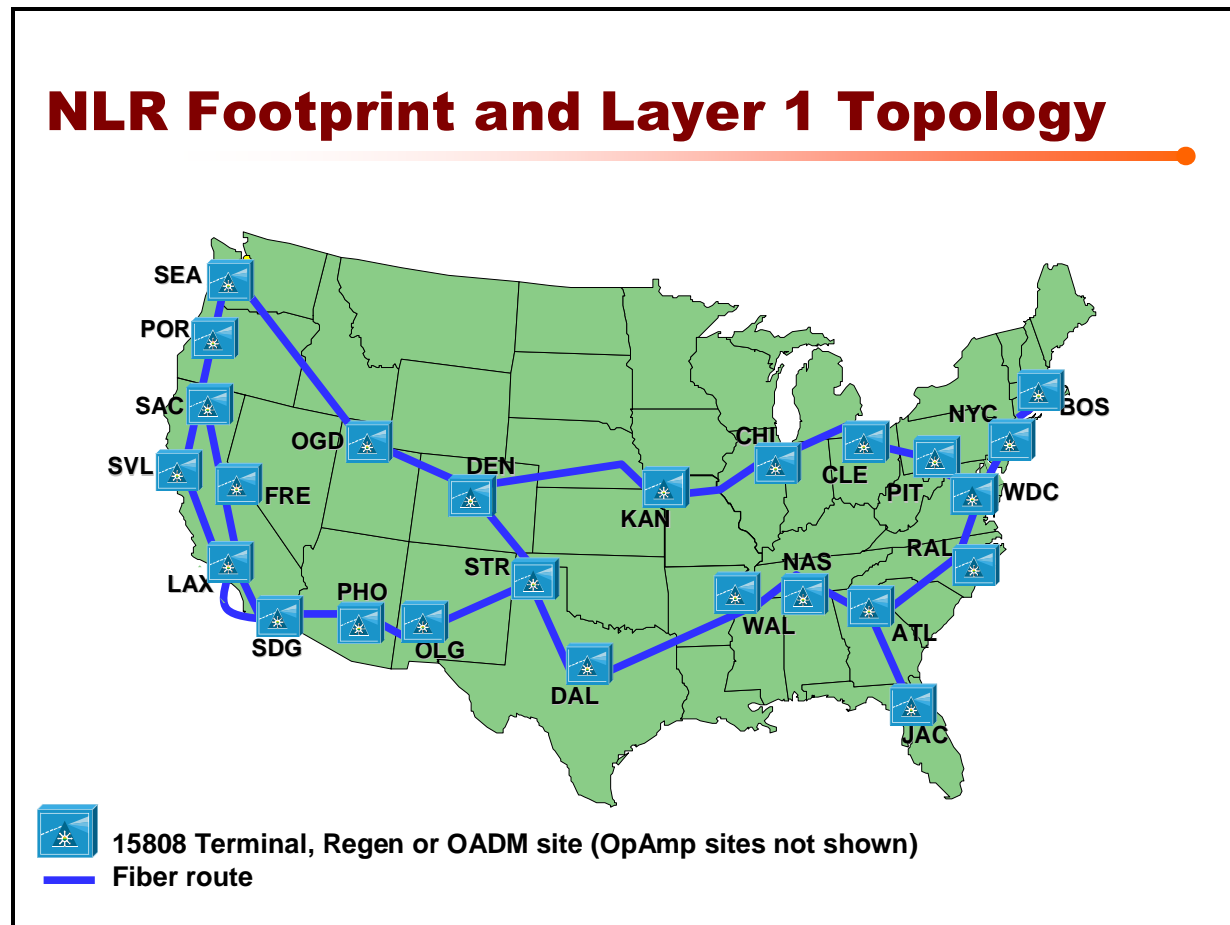 NLR Footprint and Layer 1 Topology
SEA
POR
SAC
SVL
OGD
FRE
LAX
SDG
PHO
OLG
DEN
STR
DAL
KAN
CHI
CLE
PIT
NYC
BOS
WDC
RAL
NAS
WAL
ATL
JAC
15808 Terminal, Regen or OADM site (OpAmp sites not shown)
Fiber route